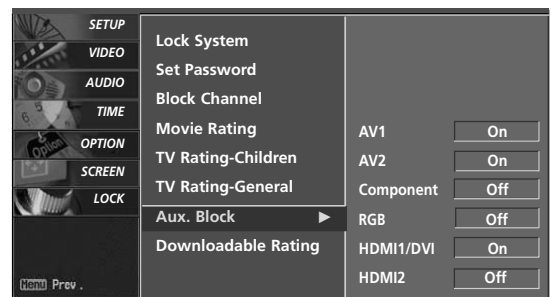 SETUP
VIDEO
AUDIO
TIME
OPTION
SCREEN
LOCK
Option
Menu Prev.
Lock System
Set Password
Block Channel
Movie Rating
TV Rating-Children
TV Rating-General
Aux. Block ►
Downloadable Rating
AV1 On
AV2 On
Component Off
RGB Off
HDMI1/DVI On
HDMI2 Off